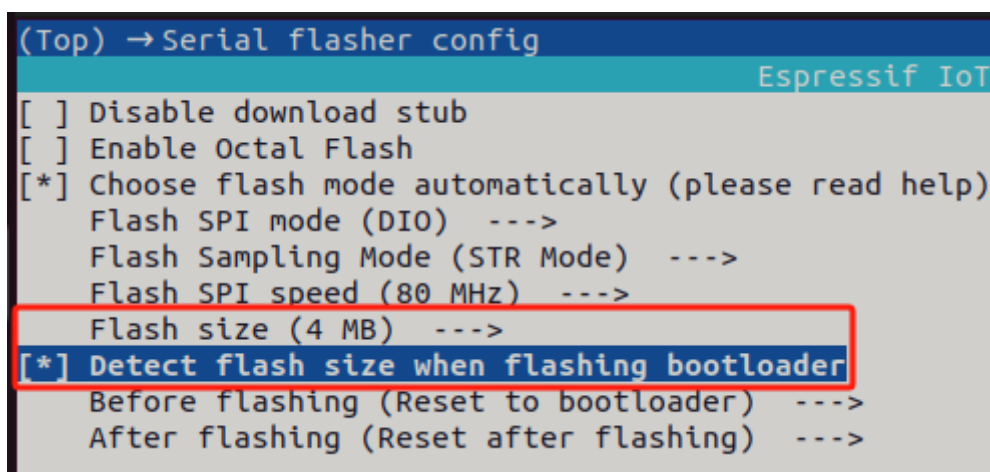 (Top) → Serial flasher config
Espressif IoT
[ ] Disable download stub
[ ] Enable Octal Flash
[*] Choose flash mode automatically (please read help)
Flash SPI mode (DIO)  --->
Flash Sampling Mode (STR Mode)  --->
Flash SPI speed (80 MHz)  --->
Flash size (4 MB)  --->
[*] Detect flash size when flashing bootloader
Before flashing (Reset to bootloader)  --->
After flashing (Reset after flashing)  --->